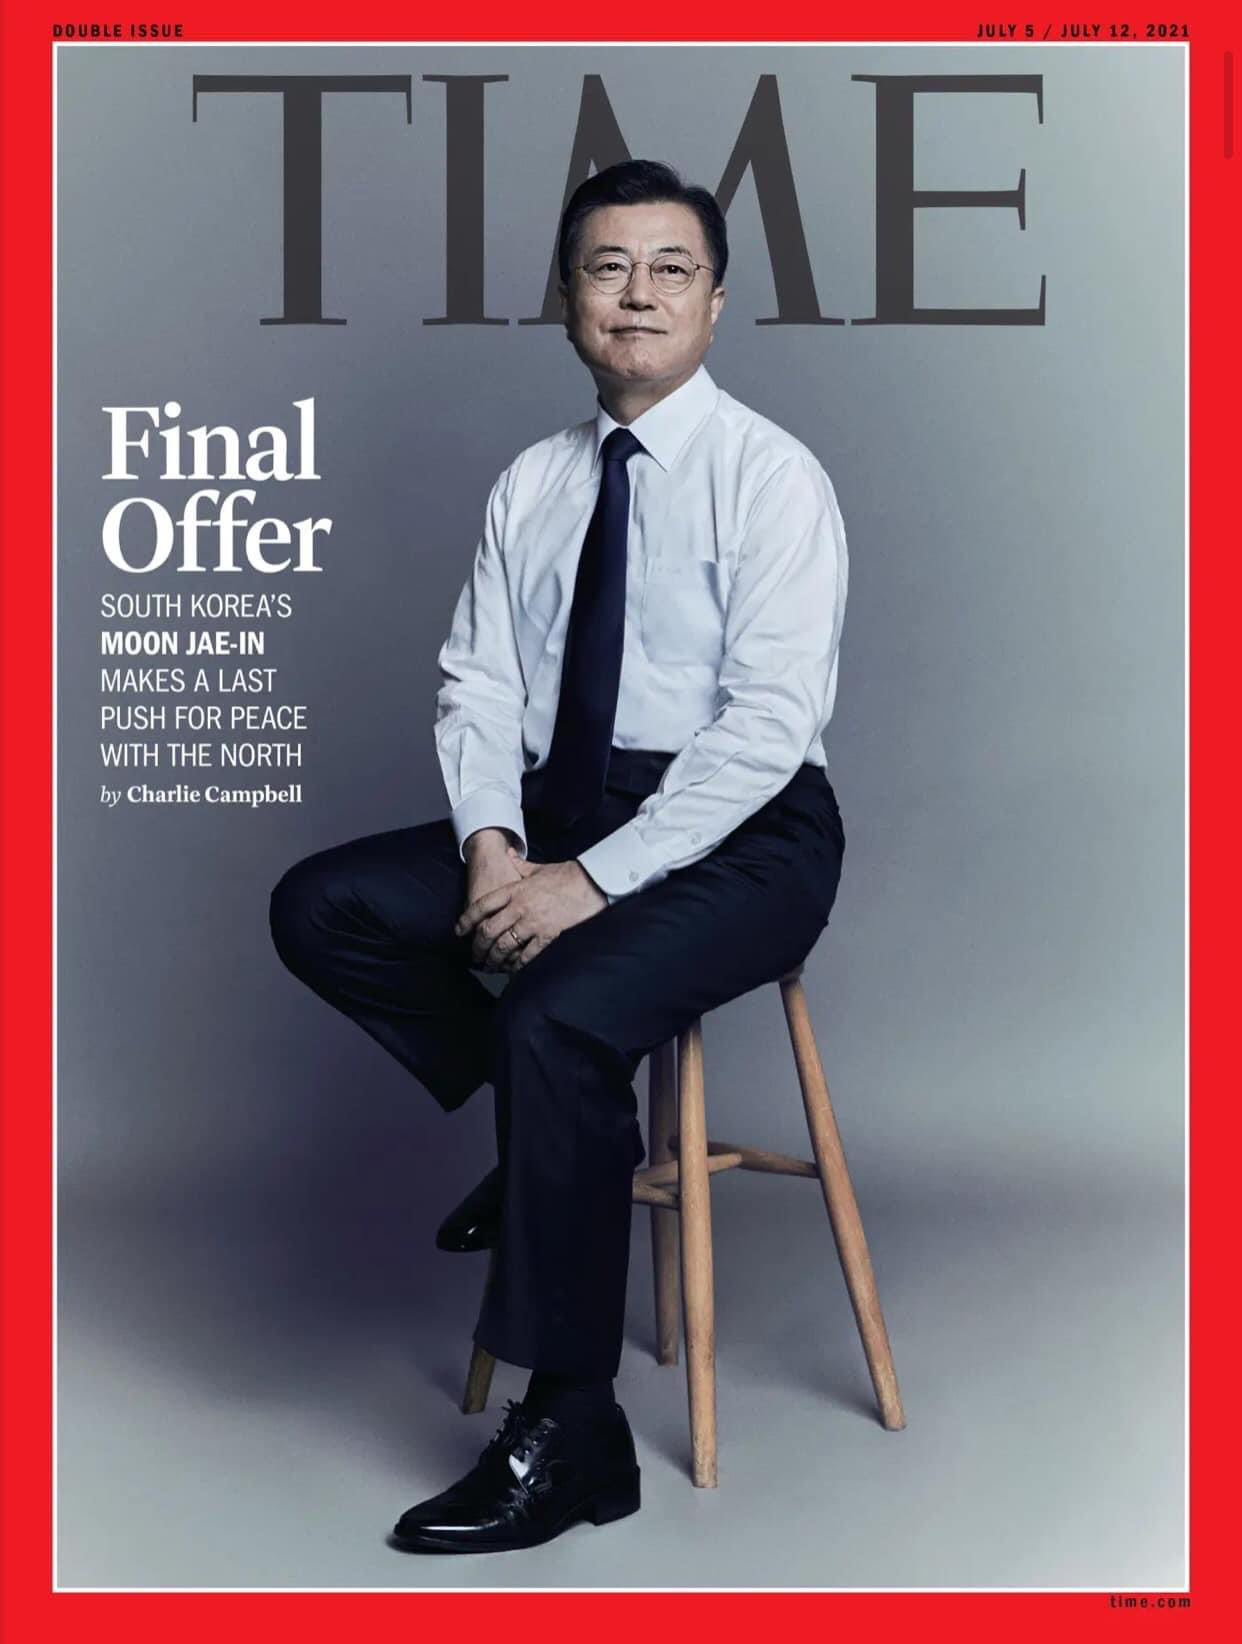 DOUBLE ISSUE
JULY 5 / JULY 12, 2021
TIME
Final
Offer
SOUTH KOREA'S
MOON JAE-IN
MAKES A LAST
PUSH FOR PEACE
WITH THE NORTH
by Charlie Campbell
time.com